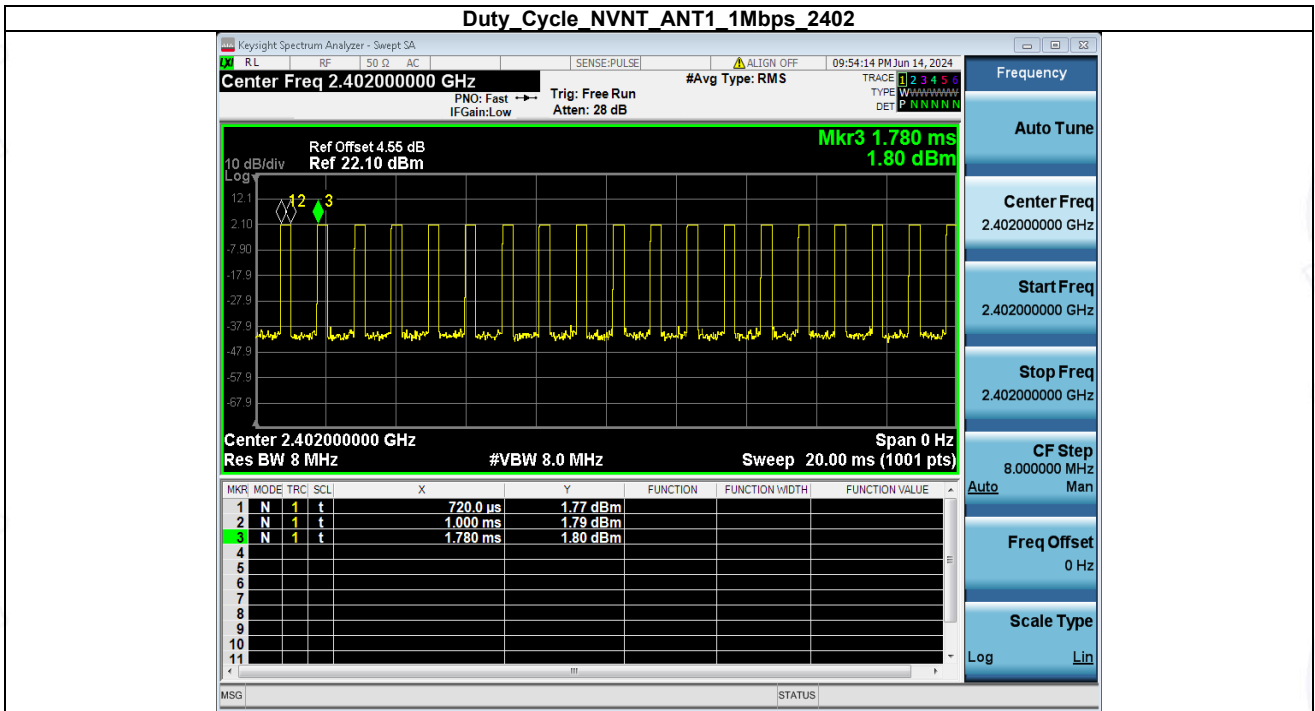 Duty_Cycle_NVNT_ANT1_1Mbps_2402
Keysight Spectrum Analyzer - Swept SA
LXI RL RF 50 Ω AC SENSE:PULSE ALIGN OFF 09:54:14 PM Jun 14, 2024
Center Freq 2.402000000 GHz #Avg Type: RMS TRACE 1 2 3 4 5 6
PNO: Fast Trig: Free Run TYPE WWWWWW
IFGain:Low Atten: 28 dB DET P N N N N N
Frequency
Auto Tune
Center Freq
2.402000000 GHz
Start Freq
2.402000000 GHz
Stop Freq
2.402000000 GHz
CF Step
8.000000 MHz
Auto Man
Freq Offset
0 Hz
Scale Type
Log Lin
Mkr3 1.780 ms
1.80 dBm
Ref Offset 4.55 dB
10 dB/div Ref 22.10 dBm
Log
12.1
2.10
-7.90
-17.9
-27.9
-37.9
-47.9
-57.9
-67.9
12 3
Center 2.402000000 GHz Span 0 Hz
Res BW 8 MHz #VBW 8.0 MHz Sweep 20.00 ms (1001 pts)
MKR MODE TRC SCL X Y FUNCTION FUNCTION WIDTH FUNCTION VALUE
1 N 1 t 720.0 µs 1.77 dBm
2 N 1 t 1.000 ms 1.79 dBm
3 N 1 t 1.780 ms 1.80 dBm
4
5
6
7
8
9
10
11
MSG STATUS